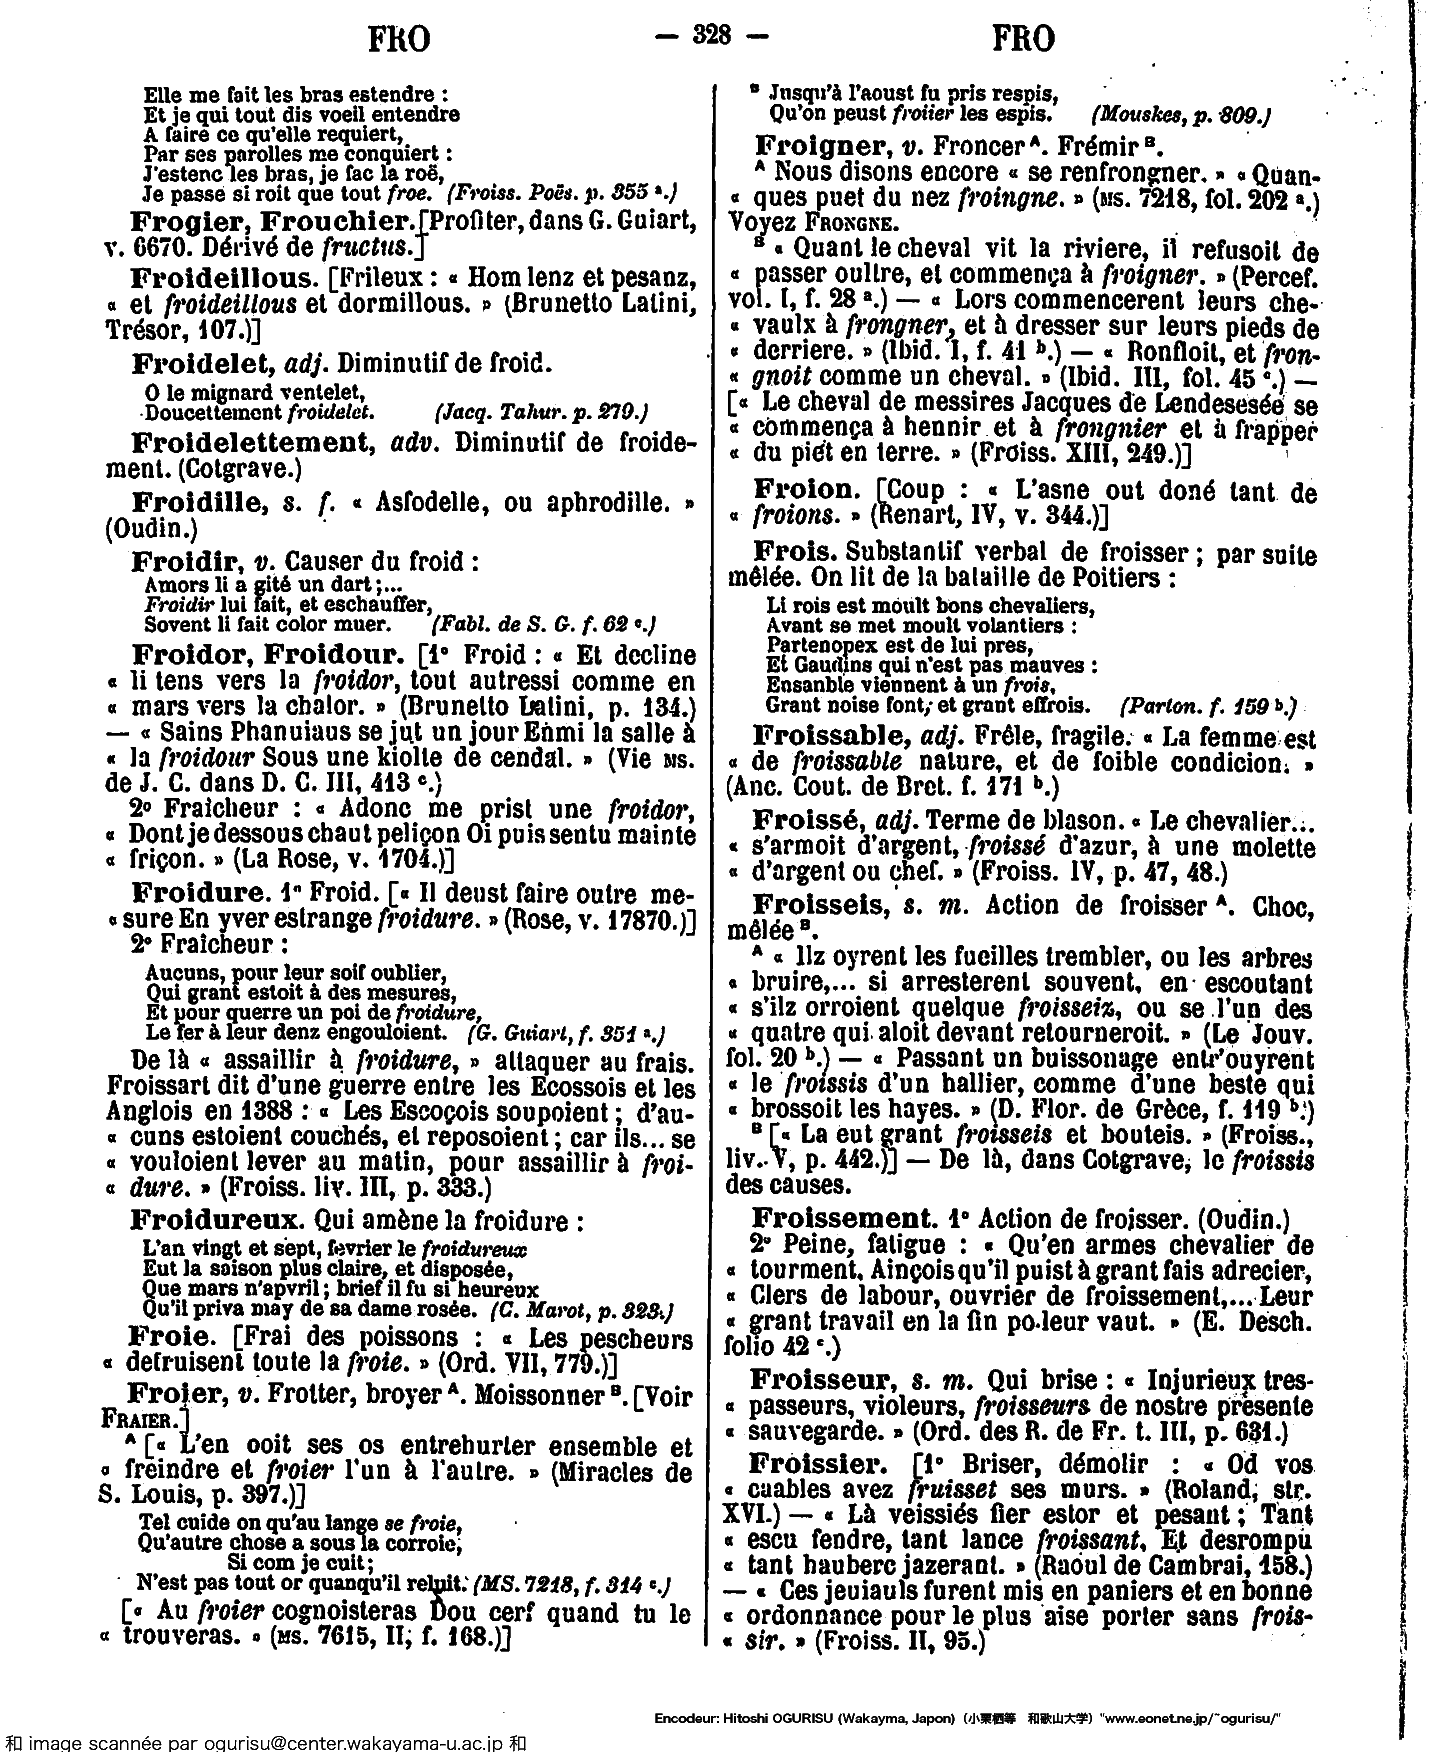 FRO — 328 — FRO
Elle me fait les bras estendre :
Et je qui tout dis voeil entendre
A faire ce qu'elle requiert,
Par ses parolles me conquiert :
J'estenc les bras, je fac la roë,
Je passe si roit que tout froe. (Froiss. Poës. p. 355 ª.)
Frogier, Frouchier. [Profiter, dans G. Guiart,
v. 6670. Dérivé de fructus.]
Froideillous. [Frileux : « Hom lenz et pesanz,
« et froideillous et dormillous. » (Brunetto Latini,
Trésor, 107.)]
Froidelet, adj. Diminutif de froid.
O le mignard ventelet,
Doucettement froidelet. (Jacq. Tahur. p. 279.)
Froidelettement, adv. Diminutif de froide-
ment. (Cotgrave.)
Froidille, s. f. « Asfodelle, ou aphrodille. »
(Oudin.)
Froidir, v. Causer du froid :
Amors li a gité un dart ;...
Froidir lui fait, et eschauffer,
Sovent li fait color muer. (Fabl. de S. G. f. 62 ᶜ.)
Froidor, Froidour. [1° Froid : « Et decline
« li tens vers la froidor, tout autressi comme en
« mars vers la chalor. » (Brunetto Latini, p. 134.)
— « Sains Phanuiaus se jut un jour Enmi la salle à
« la froidour Sous une kiolte de cendal. » (Vie MS.
de J. C. dans D. C. III, 413 ᶜ.)
2° Fraicheur : « Adonc me prist une froidor,
« Dont je dessous chaut peliçon Oi puis sentu mainte
« friçon. » (La Rose, v. 1704.)]
Froidure. 1° Froid. [« Il deust faire outre me-
« sure En yver estrange froidure. » (Rose, v. 17870.)]
2° Fraicheur :
Aucuns, pour leur soif oublier,
Qui grant estoit à des mesures,
Et pour querre un poi de froidure,
Le fer à leur denz engouloient. (G. Guiart, f. 351 ª.)
De là « assaillir à froidure, » attaquer au frais.
Froissart dit d'une guerre entre les Ecossois et les
Anglois en 1388 : « Les Escoçois soupoient ; d'au-
« cuns estoient couchés, et reposoient ; car ils... se
« vouloient lever au matin, pour assaillir à froi-
« dure. » (Froiss. liv. III, p. 333.)
Froidureux. Qui amène la froidure :
L'an vingt et sept, fevrier le froidureux
Eut la saison plus claire, et disposée,
Que mars n'apvril ; brief il fu si heureux
Qu'il priva may de sa dame rosée. (C. Marot, p. 323.)
Froie. [Frai des poissons : « Les pescheurs
« detruisent toute la froie. » (Ord. VII, 779.)]
Froier, v. Frotter, broyer ᴬ. Moissonner ᴮ. [Voir
FRAIER.]
ᴬ [« L'en ooit ses os entrehurter ensemble et
« freindre et froier l'un à l'autre. » (Miracles de
S. Louis, p. 397.)]
Tel cuide on qu'au lange se froie,
Qu'autre chose a sous la corroie;
Si com je cuit;
N'est pas tout or quanqu'il reluit. (MS. 7218, f. 314 ᶜ.)
[« Au froier cognoisteras Dou cerf quand tu le
« trouveras. » (MS. 7615, II, f. 168.)]
ᴮ Jusqu'à l'aoust fu pris respis,
Qu'on peust froiier les espis. (Mouskes, p. 809.)
Froigner, v. Froncer ᴬ. Frémir ᴮ.
ᴬ Nous disons encore « se renfrongner. » « Quan-
« ques puet du nez froingne. » (MS. 7218, fol. 202 ª.)
Voyez FRONGNE.
ᴮ « Quant le cheval vit la riviere, il refusoit de
« passer oultre, et commença à froigner. » (Percef.
vol. I, f. 28 ª.) — « Lors commencerent leurs che-
« vaulx à frongner, et à dresser sur leurs pieds de
« derriere. » (Ibid. I, f. 41 ᵇ.) — « Ronfloit, et fron-
« gnoit comme un cheval. » (Ibid. III, fol. 45 ᶜ.) —
[« Le cheval de messires Jacques de Lendesesée se
« commença à hennir et à frongnier et à frapper
« du piét en terre. » (Froiss. XIII, 249.)]
Froion. [Coup : « L'asne out doné tant de
« froions. » (Renart, IV, v. 344.)]
Frois. Substantif verbal de froisser ; par suite
mêlée. On lit de la bataille de Poitiers :
Li rois est moult bons chevaliers,
Avant se met moult volantiers :
Partenopex est de lui pres,
Et Gaudins qui n'est pas mauves :
Ensanble viennent à un frois,
Grant noise font, et grant effrois. (Parton. f. 159 ᵇ.)
Froissable, adj. Frêle, fragile. « La femme est
« de froissable nature, et de foible condicion. »
(Anc. Cout. de Bret. f. 171 ᵇ.)
Froissé, adj. Terme de blason. « Le chevalier...
« s'armoit d'argent, froissé d'azur, à une molette
« d'argent ou chef. » (Froiss. IV, p. 47, 48.)
Froisseis, s. m. Action de froisser ᴬ. Choc,
mêlée ᴮ.
ᴬ « Ilz oyrent les fueilles trembler, ou les arbres
« bruire,... si arresterent souvent, en escoutant
« s'ilz orroient quelque froisseiz, ou se l'un des
« quatre qui aloit devant retourneroit. » (Le Jouv.
fol. 20 ᵇ.) — « Passant un buissonage entr'ouyrent
« le froissis d'un hallier, comme d'une beste qui
« brossoit les hayes. » (D. Flor. de Grèce, f. 119 ᵇ.)
ᴮ [« La eut grant froisseis et bouteis. » (Froiss.,
liv. V, p. 442.)] — De là, dans Cotgrave, le froissis
des causes.
Froissement. 1° Action de froisser. (Oudin.)
2° Peine, fatigue : « Qu'en armes chevalier de
« tourment, Ainçois qu'il puist à grant fais adrecier,
« Clers de labour, ouvrier de froissement,... Leur
« grant travail en la fin po leur vaut. » (E. Desch.
folio 42 ᶜ.)
Froisseur, s. m. Qui brise : « Injurieux tres-
« passeurs, violeurs, froisseurs de nostre presente
« sauvegarde. » (Ord. des R. de Fr. t. III, p. 631.)
Froissier. [1° Briser, démolir : « Od vos
« caables avez fruisset ses murs. » (Roland, str.
XVI.) — « Là veissiés fier estor et pesant ; Tant
« escu fendre, tant lance froissant, Et desrompu
« tant hauberc jazerant. » (Raoul de Cambrai, 158.)
— « Ces jeuiauls furent mis en paniers et en bonne
« ordonnance pour le plus aise porter sans frois-
« sir. » (Froiss. II, 95.)
Encodeur: Hitoshi OGURISU (Wakayma, Japon) (小栗栖等 和歌山大学) "www.eonet.ne.jp/~ogurisu/"
和 image scannée par ogurisu@center.wakayama-u.ac.jp 和